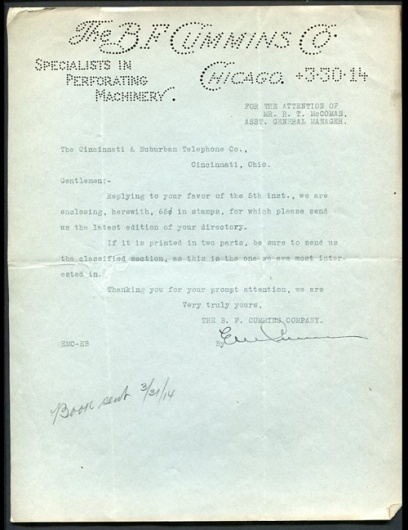 The B.F. Cummins Co
Specialists in
Perforating
Machinery.
Chicago. +3·30·14
FOR THE ATTENTION OF
MR. R. T. McCOMAS,
ASST. GENERAL MANAGER.
The Cincinnati & Suburban Telephone Co.,
Cincinnati, Ohio.
Gentlemen:-
Replying to your favor of the 5th inst., we are
enclosing, herewith, 65¢ in stamps, for which please send
us the latest edition of your directory.
If it is printed in two parts, be sure to send us
the classified section, as this is the one we are most inter-
ested in.
Thanking you for your prompt attention, we are
Very truly yours,
THE B. F. CUMMINS COMPANY.
EMC-HB
By
Book sent 3/31/14